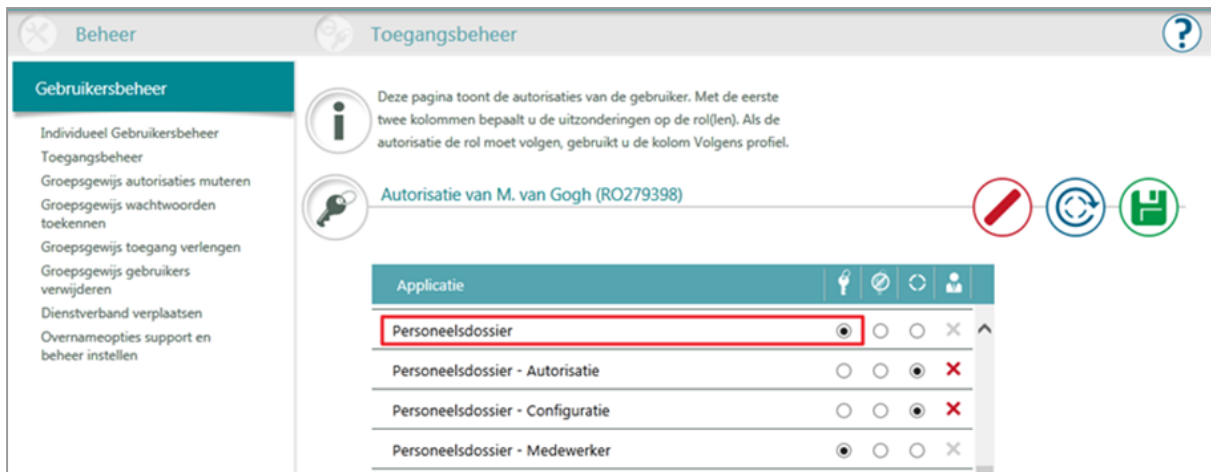 Beheer
Toegangsbeheer
?
Gebruikersbeheer
Individueel Gebruikersbeheer
Toegangsbeheer
Groepsgewijs autorisaties muteren
Groepsgewijs wachtwoorden
toekennen
Groepsgewijs toegang verlengen
Groepsgewijs gebruikers
verwijderen
Dienstverband verplaatsen
Overnameopties support en
beheer instellen
Deze pagina toont de autorisaties van de gebruiker. Met de eerste
twee kolommen bepaalt u de uitzonderingen op de rol(len). Als de
autorisatie de rol moet volgen, gebruikt u de kolom Volgens profiel.
Autorisatie van M. van Gogh (RO279398)
Applicatie
Personeelsdossier
Personeelsdossier - Autorisatie
Personeelsdossier - Configuratie
Personeelsdossier - Medewerker